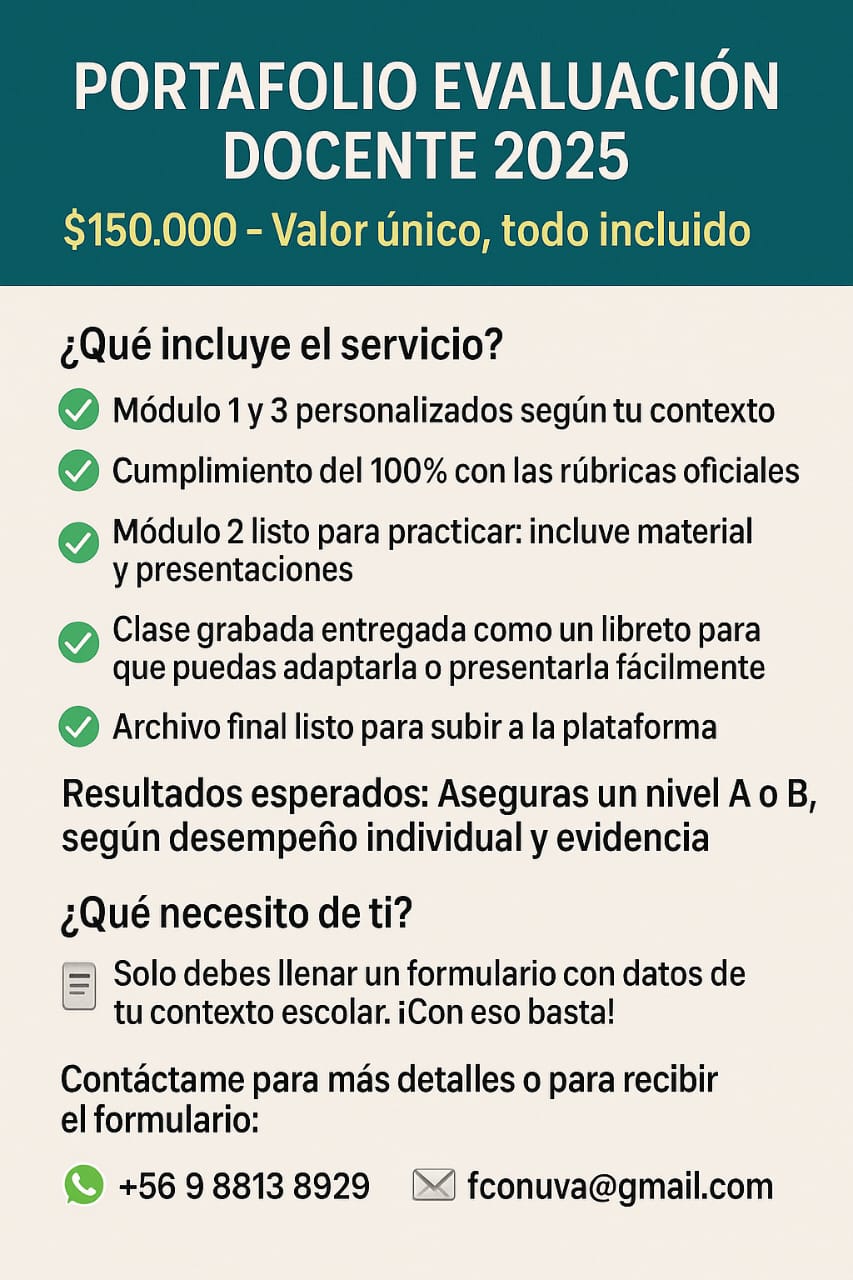 PORTAFOLIO EVALUACIÓN
DOCENTE 2025
$150.000 – Valor único, todo incluido
¿Qué incluye el servicio?
Módulo 1 y 3 personalizados según tu contexto
Cumplimiento del 100% con las rúbricas oficiales
Módulo 2 listo para practicar: incluve material
y presentaciones
Clase grabada entregada como un libreto para
que puedas adaptarla o presentarla fácilmente
Archivo final listo para subir a la plataforma
Resultados esperados: Aseguras un nivel A o B,
según desempeño individual y evidencia
¿Qué necesito de ti?
Solo debes llenar un formulario con datos de
tu contexto escolar. ¡Con eso basta!
Contáctame para más detalles o para recibir
el formulario:
+56 9 8813 8929 fconuva@gmail.com